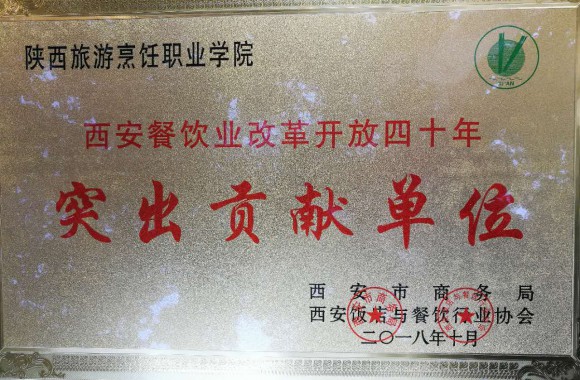 陕西旅游烹饪职业学院
XI'AN
西安餐饮业改革开放四十年
突出贡献单位
西安市商务局
西安饭店与餐饮行业协会
二〇一八年十月